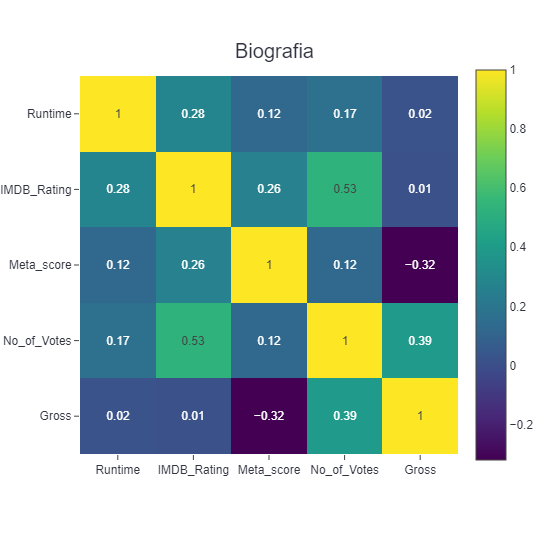 Biografia
Runtime 1 0.28 0.12 0.17 0.02
IMDB_Rating 0.28 1 0.26 0.53 0.01
Meta_score 0.12 0.26 1 0.12 −0.32
No_of_Votes 0.17 0.53 0.12 1 0.39
Gross 0.02 0.01 −0.32 0.39 1
Runtime IMDB_Rating Meta_score No_of_Votes Gross
1
0.8
0.6
0.4
0.2
0
−0.2